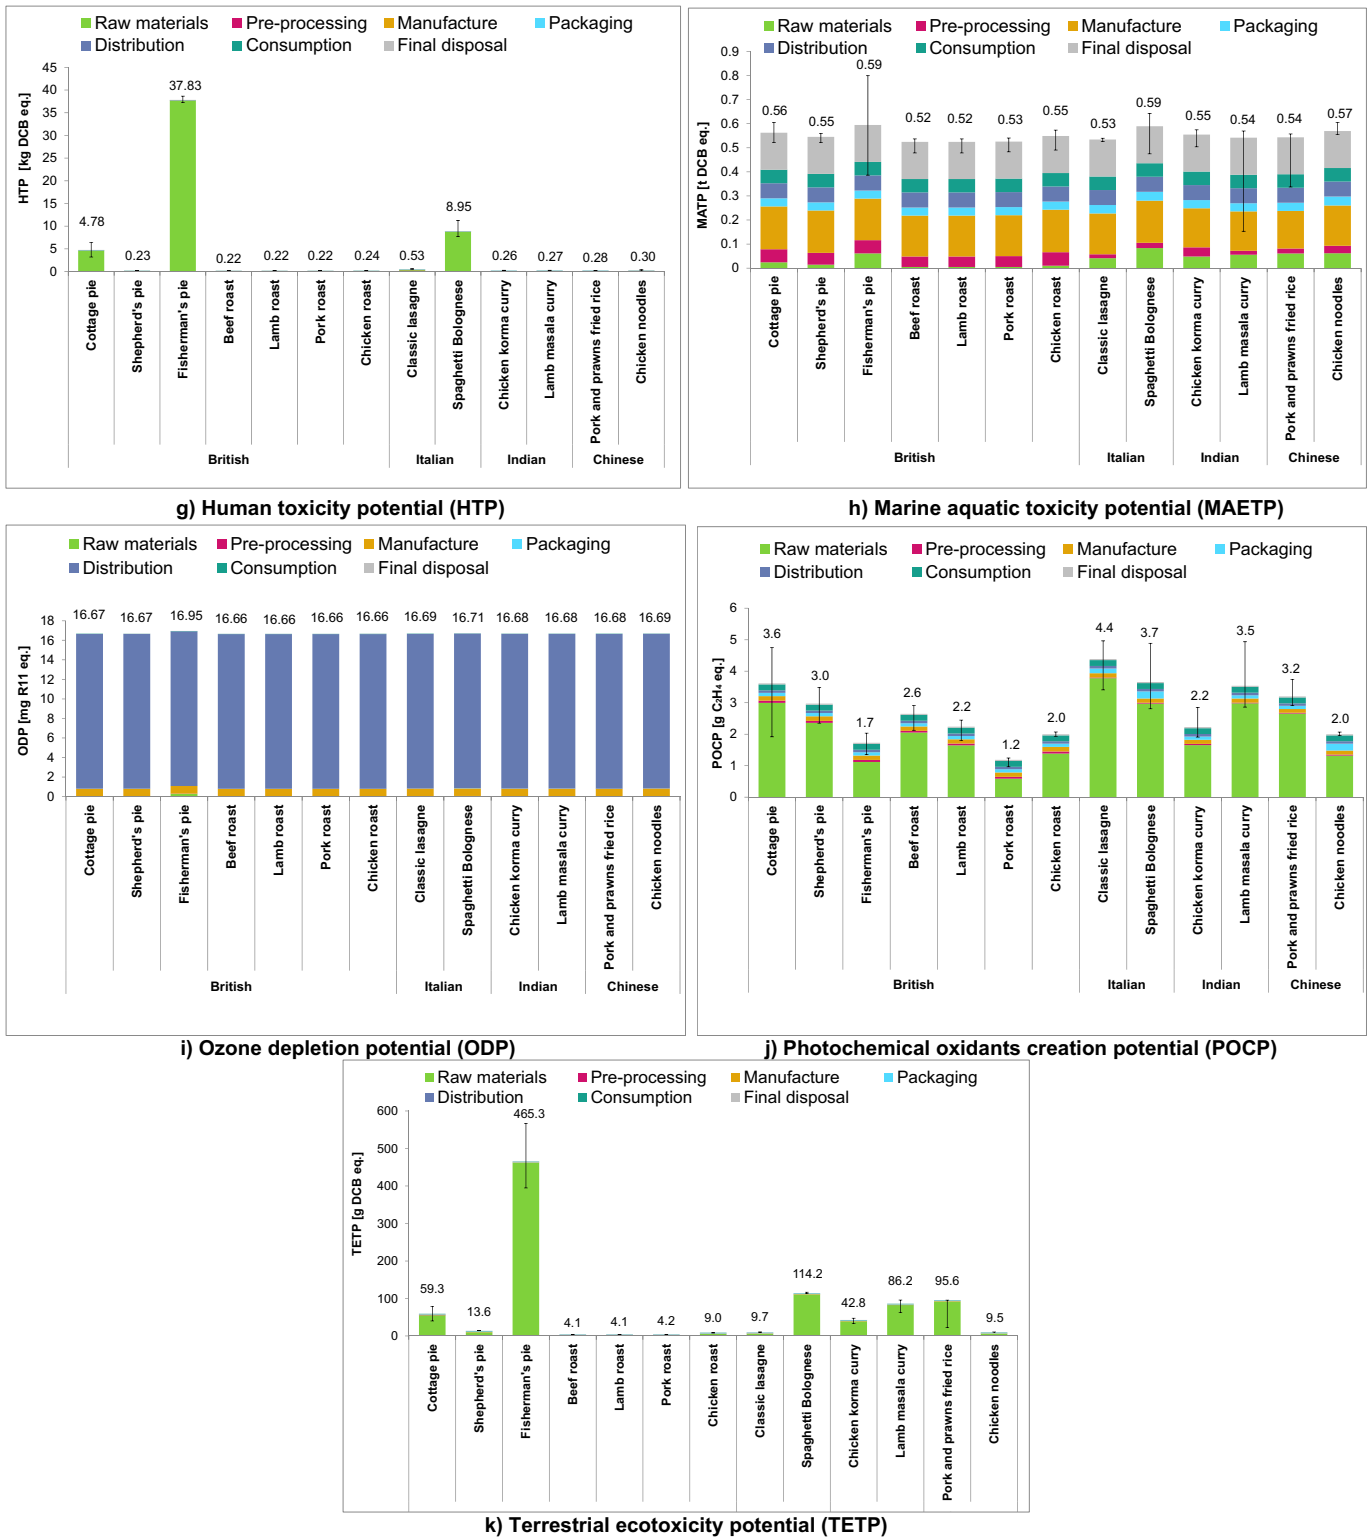 Raw materials Pre-processing Manufacture Packaging
Distribution Consumption Final disposal
HTP [kg DCB eq.]
45
40
35
30
25
20
15
10
5
0
4.78 0.23 37.83 0.22 0.22 0.22 0.24 0.53 8.95 0.26 0.27 0.28 0.30
Cottage pie
Shepherd's pie
Fisherman's pie
Beef roast
Lamb roast
Pork roast
Chicken roast
Classic lasagne
Spaghetti Bolognese
Chicken korma curry
Lamb masala curry
Pork and prawns fried rice
Chicken noodles
British Italian Indian Chinese
g) Human toxicity potential (HTP)
Raw materials Pre-processing Manufacture Packaging
Distribution Consumption Final disposal
MATP [t DCB eq.]
0.9
0.8
0.7
0.6
0.5
0.4
0.3
0.2
0.1
0
0.56 0.55 0.59 0.52 0.52 0.53 0.55 0.53 0.59 0.55 0.54 0.54 0.57
Cottage pie
Shepherd's pie
Fisherman's pie
Beef roast
Lamb roast
Pork roast
Chicken roast
Classic lasagne
Spaghetti Bolognese
Chicken korma curry
Lamb masala curry
Pork and prawns fried rice
Chicken noodles
British Italian Indian Chinese
h) Marine aquatic toxicity potential (MAETP)
Raw materials Pre-processing Manufacture Packaging
Distribution Consumption Final disposal
ODP [mg R11 eq.]
18
16
14
12
10
8
6
4
2
0
16.67 16.67 16.95 16.66 16.66 16.66 16.66 16.69 16.71 16.68 16.68 16.68 16.69
Cottage pie
Shepherd's pie
Fisherman's pie
Beef roast
Lamb roast
Pork roast
Chicken roast
Classic lasagne
Spaghetti Bolognese
Chicken korma curry
Lamb masala curry
Pork and prawns fried rice
Chicken noodles
British Italian Indian Chinese
i) Ozone depletion potential (ODP)
Raw materials Pre-processing Manufacture Packaging
Distribution Consumption Final disposal
POCP [g C₂H₄ eq.]
6
5
4
3
2
1
0
3.6 3.0 1.7 2.6 2.2 1.2 2.0 4.4 3.7 2.2 3.5 3.2 2.0
Cottage pie
Shepherd's pie
Fisherman's pie
Beef roast
Lamb roast
Pork roast
Chicken roast
Classic lasagne
Spaghetti Bolognese
Chicken korma curry
Lamb masala curry
Pork and prawns fried rice
Chicken noodles
British Italian Indian Chinese
j) Photochemical oxidants creation potential (POCP)
Raw materials Pre-processing Manufacture Packaging
Distribution Consumption Final disposal
TETP [g DCB eq.]
600
500
400
300
200
100
0
59.3 13.6 465.3 4.1 4.1 4.2 9.0 9.7 114.2 42.8 86.2 95.6 9.5
Cottage pie
Shepherd's pie
Fisherman's pie
Beef roast
Lamb roast
Pork roast
Chicken roast
Classic lasagne
Spaghetti Bolognese
Chicken korma curry
Lamb masala curry
Pork and prawns fried rice
Chicken noodles
k) Terrestrial ecotoxicity potential (TETP)